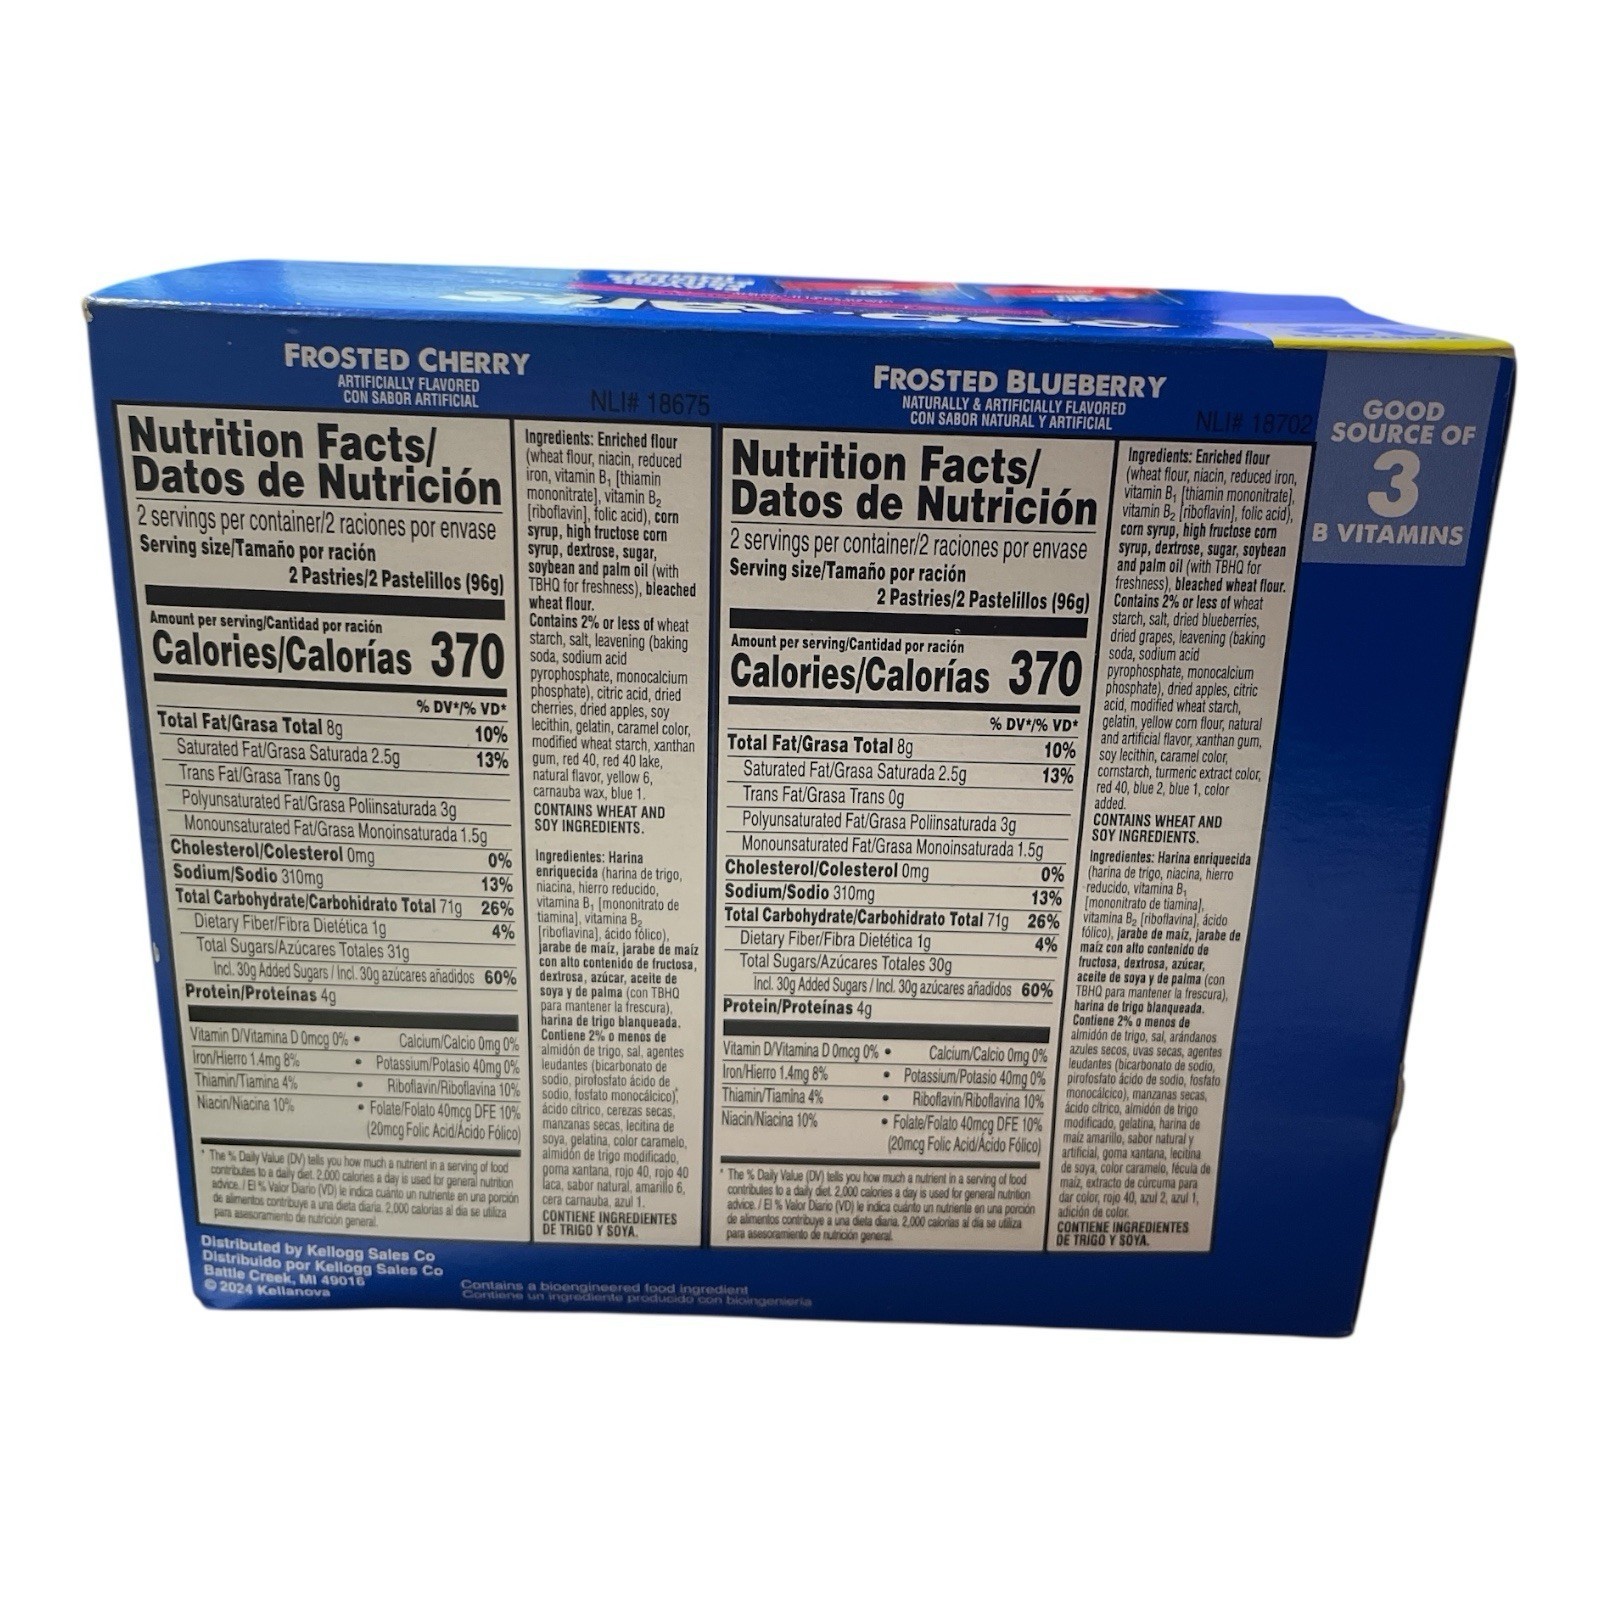 FROSTED CHERRY
ARTIFICIALLY FLAVORED
CON SABOR ARTIFICIAL
NLI# 18675
Nutrition Facts/
Datos de Nutrición
2 servings per container/2 raciones por envase
Serving size/Tamaño por ración
2 Pastries/2 Pastelillos (96g)
Amount per serving/Cantidad por ración
Calories/Calorías 370
% DV*/% VD*
Total Fat/Grasa Total 8g 10%
Saturated Fat/Grasa Saturada 2.5g 13%
Trans Fat/Grasa Trans 0g
Polyunsaturated Fat/Grasa Poliinsaturada 3g
Monounsaturated Fat/Grasa Monoinsaturada 1.5g
Cholesterol/Colesterol 0mg 0%
Sodium/Sodio 310mg 13%
Total Carbohydrate/Carbohidrato Total 71g 26%
Dietary Fiber/Fibra Dietética 1g 4%
Total Sugars/Azúcares Totales 31g
Incl. 30g Added Sugars / Incl. 30g azúcares añadidos 60%
Protein/Proteínas 4g
Vitamin D/Vitamina D 0mcg 0% • Calcium/Calcio 0mg 0%
Iron/Hierro 1.4mg 8% • Potassium/Potasio 40mg 0%
Thiamin/Tiamina 4% • Riboflavin/Riboflavina 10%
Niacin/Niacina 10% • Folate/Folato 40mcg DFE 10%
(20mcg Folic Acid/Ácido Fólico)
* The % Daily Value (DV) tells you how much a nutrient in a serving of food
contributes to a daily diet. 2,000 calories a day is used for general nutrition
advice. / El % Valor Diario (VD) le indica cuánto un nutriente en una porción
de alimentos contribuye a una dieta diaria. 2,000 calorías al día se utiliza
para asesoramiento de nutrición general.
Ingredients: Enriched flour
(wheat flour, niacin, reduced
iron, vitamin B1 [thiamin
mononitrate], vitamin B2
[riboflavin], folic acid), corn
syrup, high fructose corn
syrup, dextrose, sugar,
soybean and palm oil (with
TBHQ for freshness), bleached
wheat flour.
Contains 2% or less of wheat
starch, salt, leavening (baking
soda, sodium acid
pyrophosphate, monocalcium
phosphate), citric acid, dried
cherries, dried apples, soy
lecithin, gelatin, caramel color,
modified wheat starch, xanthan
gum, red 40, red 40 lake,
natural flavor, yellow 6,
carnauba wax, blue 1.
CONTAINS WHEAT AND
SOY INGREDIENTS.
Ingredientes: Harina
enriquecida (harina de trigo,
niacina, hierro reducido,
vitamina B1 [mononitrato de
tiamina], vitamina B2
[riboflavina], ácido fólico),
jarabe de maíz, jarabe de maíz
con alto contenido de fructosa,
dextrosa, azúcar, aceite de
soya y de palma (con TBHQ
para mantener la frescura),
harina de trigo blanqueada.
Contiene 2% o menos de
almidón de trigo, sal, agentes
leudantes (bicarbonato de
sodio, pirofosfato ácido de
sodio, fosfato monocálcico),
ácido cítrico, cerezas secas,
manzanas secas, lecitina de
soya, gelatina, color caramelo,
almidón de trigo modificado,
goma xantana, rojo 40, rojo 40
laca, sabor natural, amarillo 6,
cera carnauba, azul 1.
CONTIENE INGREDIENTES
DE TRIGO Y SOYA.
FROSTED BLUEBERRY
NATURALLY & ARTIFICIALLY FLAVORED
CON SABOR NATURAL Y ARTIFICIAL
NLI# 18702
Nutrition Facts/
Datos de Nutrición
2 servings per container/2 raciones por envase
Serving size/Tamaño por ración
2 Pastries/2 Pastelillos (96g)
Amount per serving/Cantidad por ración
Calories/Calorías 370
% DV*/% VD*
Total Fat/Grasa Total 8g 10%
Saturated Fat/Grasa Saturada 2.5g 13%
Trans Fat/Grasa Trans 0g
Polyunsaturated Fat/Grasa Poliinsaturada 3g
Monounsaturated Fat/Grasa Monoinsaturada 1.5g
Cholesterol/Colesterol 0mg 0%
Sodium/Sodio 310mg 13%
Total Carbohydrate/Carbohidrato Total 71g 26%
Dietary Fiber/Fibra Dietética 1g 4%
Total Sugars/Azúcares Totales 30g
Incl. 30g Added Sugars / Incl. 30g azúcares añadidos 60%
Protein/Proteínas 4g
Vitamin D/Vitamina D 0mcg 0% • Calcium/Calcio 0mg 0%
Iron/Hierro 1.4mg 8% • Potassium/Potasio 40mg 0%
Thiamin/Tiamina 4% • Riboflavin/Riboflavina 10%
Niacin/Niacina 10% • Folate/Folato 40mcg DFE 10%
(20mcg Folic Acid/Ácido Fólico)
* The % Daily Value (DV) tells you how much a nutrient in a serving of food
contributes to a daily diet. 2,000 calories a day is used for general nutrition
advice. / El % Valor Diario (VD) le indica cuánto un nutriente en una porción
de alimentos contribuye a una dieta diaria. 2,000 calorías al día se utiliza
para asesoramiento de nutrición general.
Ingredients: Enriched flour
(wheat flour, niacin, reduced iron,
vitamin B1 [thiamin mononitrate],
vitamin B2 [riboflavin], folic acid),
corn syrup, high fructose corn
syrup, dextrose, sugar, soybean
and palm oil (with TBHQ for
freshness), bleached wheat flour.
Contains 2% or less of wheat
starch, salt, dried blueberries,
dried grapes, leavening (baking
soda, sodium acid
pyrophosphate, monocalcium
phosphate), dried apples, citric
acid, modified wheat starch,
gelatin, yellow corn flour, natural
and artificial flavor, xanthan gum,
soy lecithin, caramel color,
cornstarch, turmeric extract color,
red 40, blue 2, blue 1, color
added.
CONTAINS WHEAT AND
SOY INGREDIENTS.
Ingredientes: Harina enriquecida
(harina de trigo, niacina, hierro
reducido, vitamina B1
[mononitrato de tiamina],
vitamina B2 [riboflavina], ácido
fólico), jarabe de maíz, jarabe de
maíz con alto contenido de
fructosa, dextrosa, azúcar,
aceite de soya y de palma (con
TBHQ para mantener la frescura),
harina de trigo blanqueada.
Contiene 2% o menos de
almidón de trigo, sal, arándanos
azules secos, uvas secas, agentes
leudantes (bicarbonato de sodio,
pirofosfato ácido de sodio, fosfato
monocálcico), manzanas secas,
ácido cítrico, almidón de trigo
modificado, gelatina, harina de
maíz amarillo, sabor natural y
artificial, goma xantana, lecitina
de soya, color caramelo, fécula de
maíz, extracto de cúrcuma para
dar color, rojo 40, azul 2, azul 1,
adición de color.
CONTIENE INGREDIENTES
DE TRIGO Y SOYA.
GOOD
SOURCE OF
3
B VITAMINS
Distributed by Kellogg Sales Co
Distribuido por Kellogg Sales Co
Battle Creek, MI 49016
© 2024 Kellanova
Contains a bioengineered food ingredient
Contiene un ingrediente producido con bioingeniería